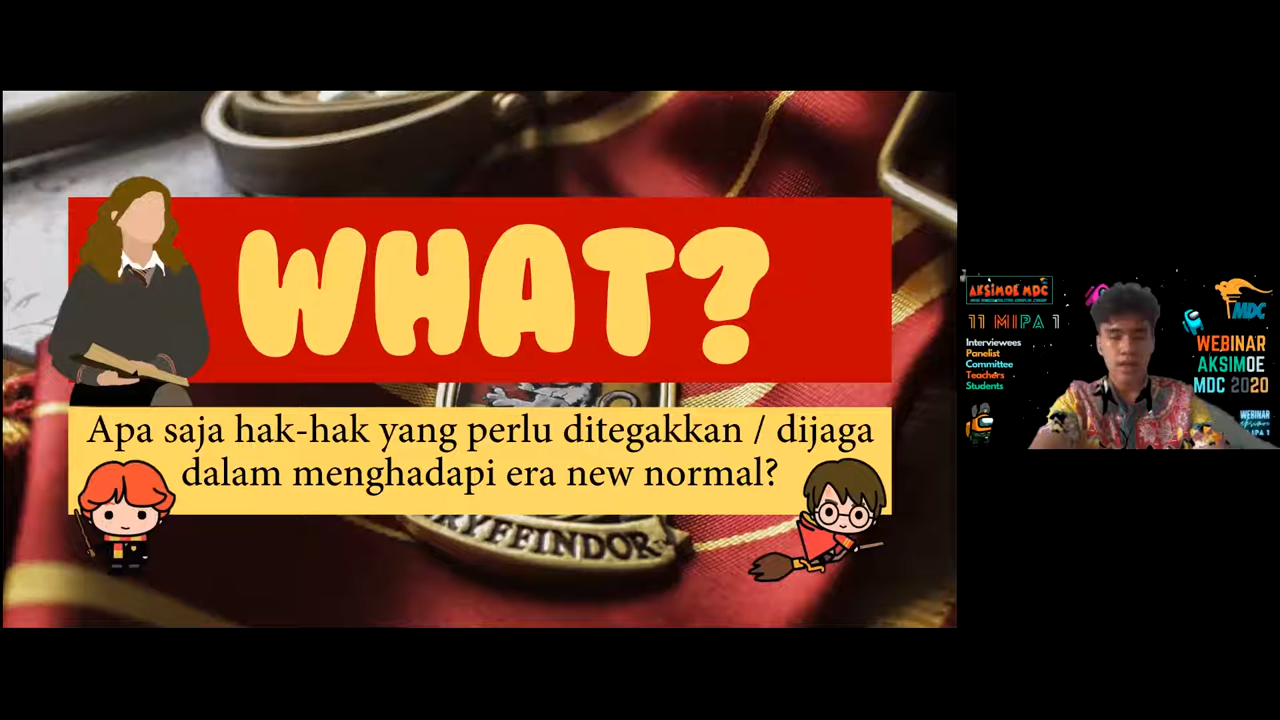 WHAT?
Apa saja hak-hak yang perlu ditegakkan / dijaga
dalam menghadapi era new normal?
GRYFFINDOR
AKSIMOE MDC
11 MIPA 1
Interviewees
Panelist
Committee
Teachers
Students
MDC
WEBINAR
AKSIMOE
MDC 2020
WEBINAR